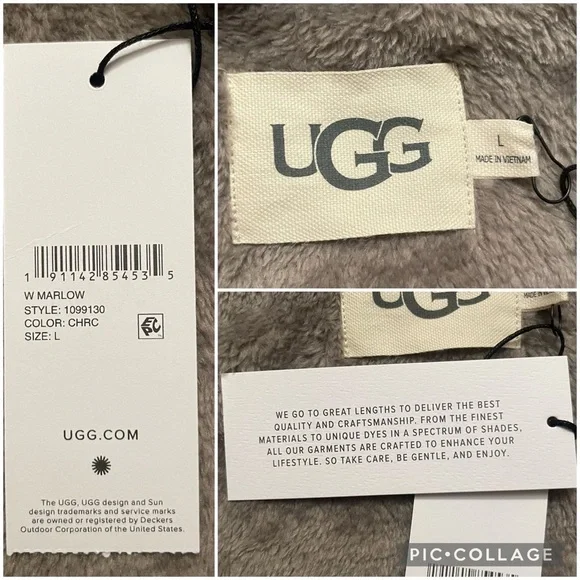 1 91142 85453 5
W MARLOW
STYLE: 1099130
COLOR: CHRC
SIZE: L
EPC
UGG.COM
The UGG, UGG design and Sun
design trademarks and service marks
are owned or registered by Deckers
Outdoor Corporation of the United States.
UGG
L
MADE IN VIETNAM
UGG
MADE IN
WE GO TO GREAT LENGTHS TO DELIVER THE BEST
QUALITY AND CRAFTSMANSHIP. FROM THE FINEST
MATERIALS TO UNIQUE DYES IN A SPECTRUM OF SHADES,
ALL OUR GARMENTS ARE CRAFTED TO ENHANCE YOUR
LIFESTYLE. SO TAKE CARE, BE GENTLE, AND ENJOY.
PIC•COLLAGE